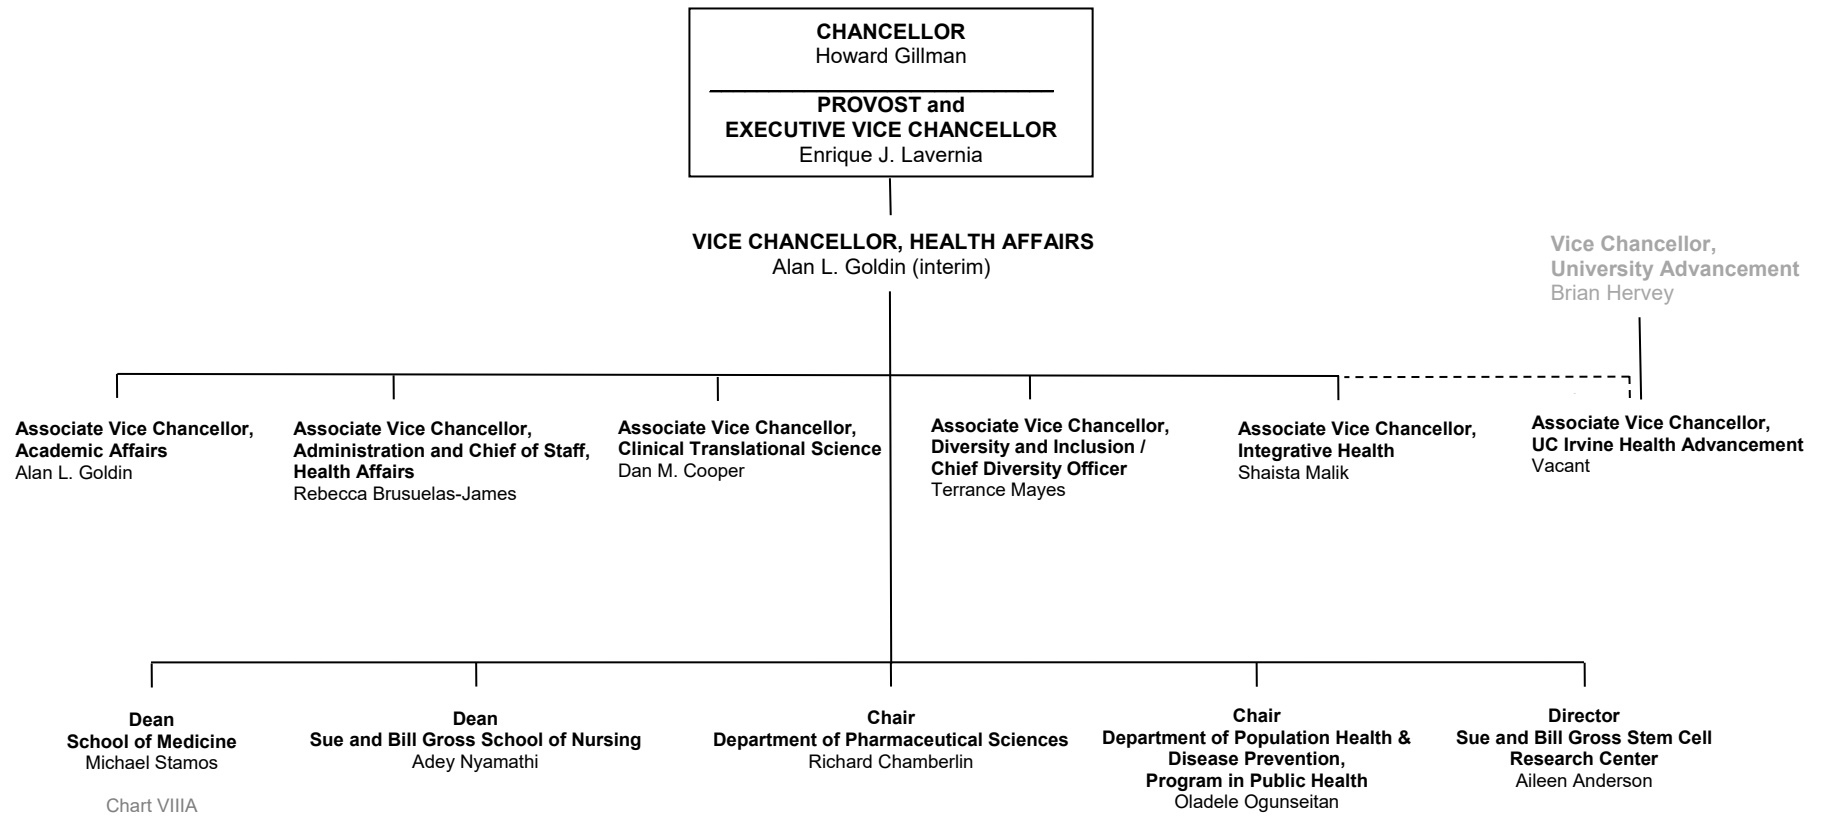 CHANCELLOR
Howard Gillman
PROVOST and
EXECUTIVE VICE CHANCELLOR
Enrique J. Lavernia
VICE CHANCELLOR, HEALTH AFFAIRS
Alan L. Goldin (interim)
Vice Chancellor,
University Advancement
Brian Hervey
Associate Vice Chancellor,
Academic Affairs
Alan L. Goldin
Associate Vice Chancellor,
Administration and Chief of Staff,
Health Affairs
Rebecca Brusuelas-James
Associate Vice Chancellor,
Clinical Translational Science
Dan M. Cooper
Associate Vice Chancellor,
Diversity and Inclusion /
Chief Diversity Officer
Terrance Mayes
Associate Vice Chancellor,
Integrative Health
Shaista Malik
Associate Vice Chancellor,
UC Irvine Health Advancement
Vacant
Dean
School of Medicine
Michael Stamos
Chart VIIIA
Dean
Sue and Bill Gross School of Nursing
Adey Nyamathi
Chair
Department of Pharmaceutical Sciences
Richard Chamberlin
Chair
Department of Population Health &
Disease Prevention,
Program in Public Health
Oladele Ogunseitan
Director
Sue and Bill Gross Stem Cell
Research Center
Aileen Anderson